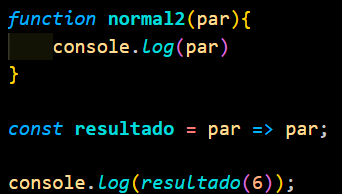 function normal2(par){
    console.log(par)
}
const resultado = par => par;
console.log(resultado(6));